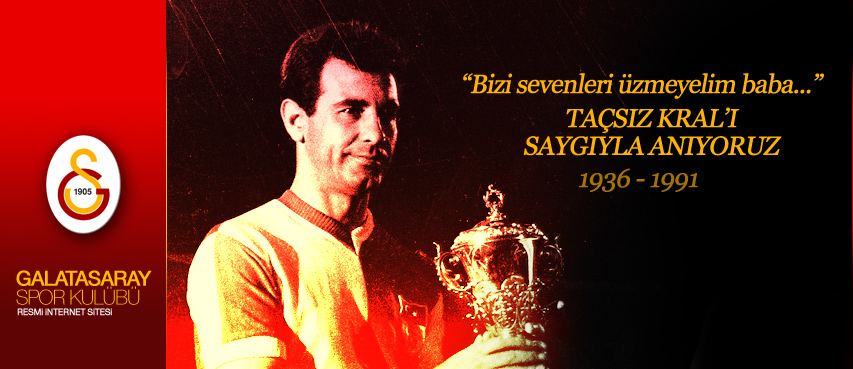 1905
GALATASARAY
SPOR KULÜBÜ
RESMİ İNTERNET SİTESİ
“Bizi sevenleri üzmeyelim baba...”
TAÇSIZ KRAL’I
SAYGIYLA ANIYORUZ
1936 - 1991